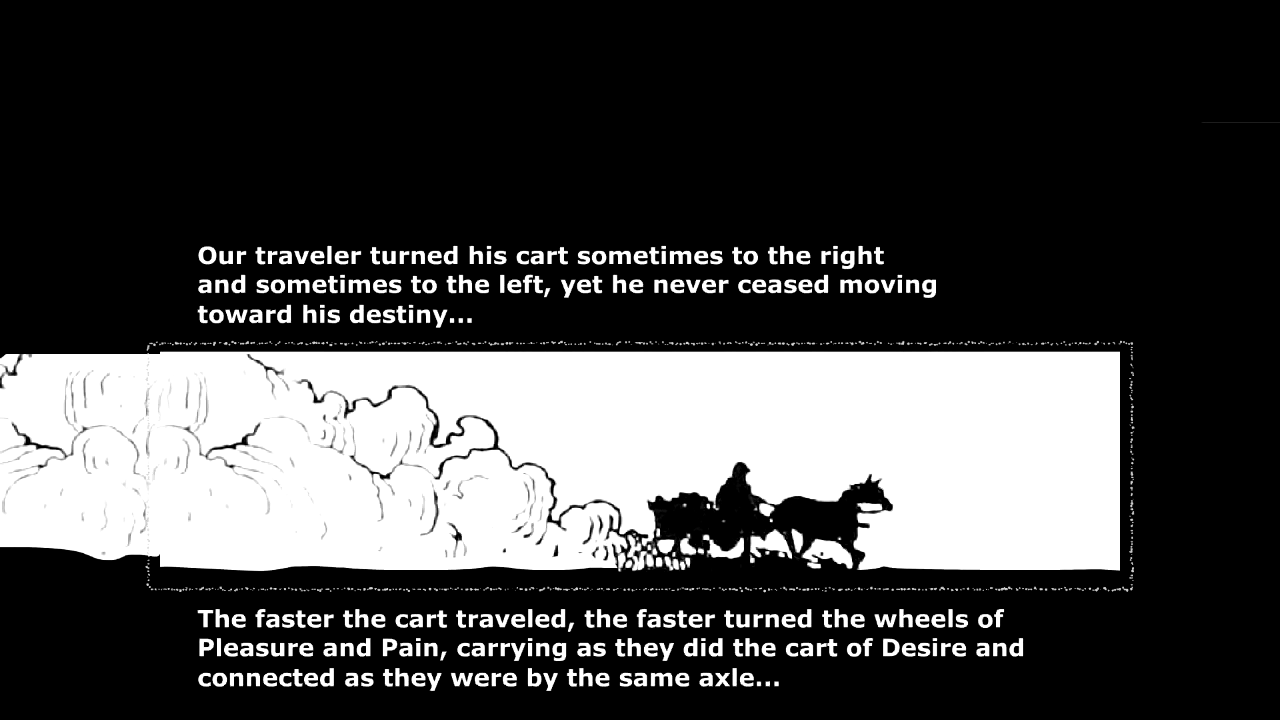 Our traveler turned his cart sometimes to the right
and sometimes to the left, yet he never ceased moving
toward his destiny...
The faster the cart traveled, the faster turned the wheels of
Pleasure and Pain, carrying as they did the cart of Desire and
connected as they were by the same axle...